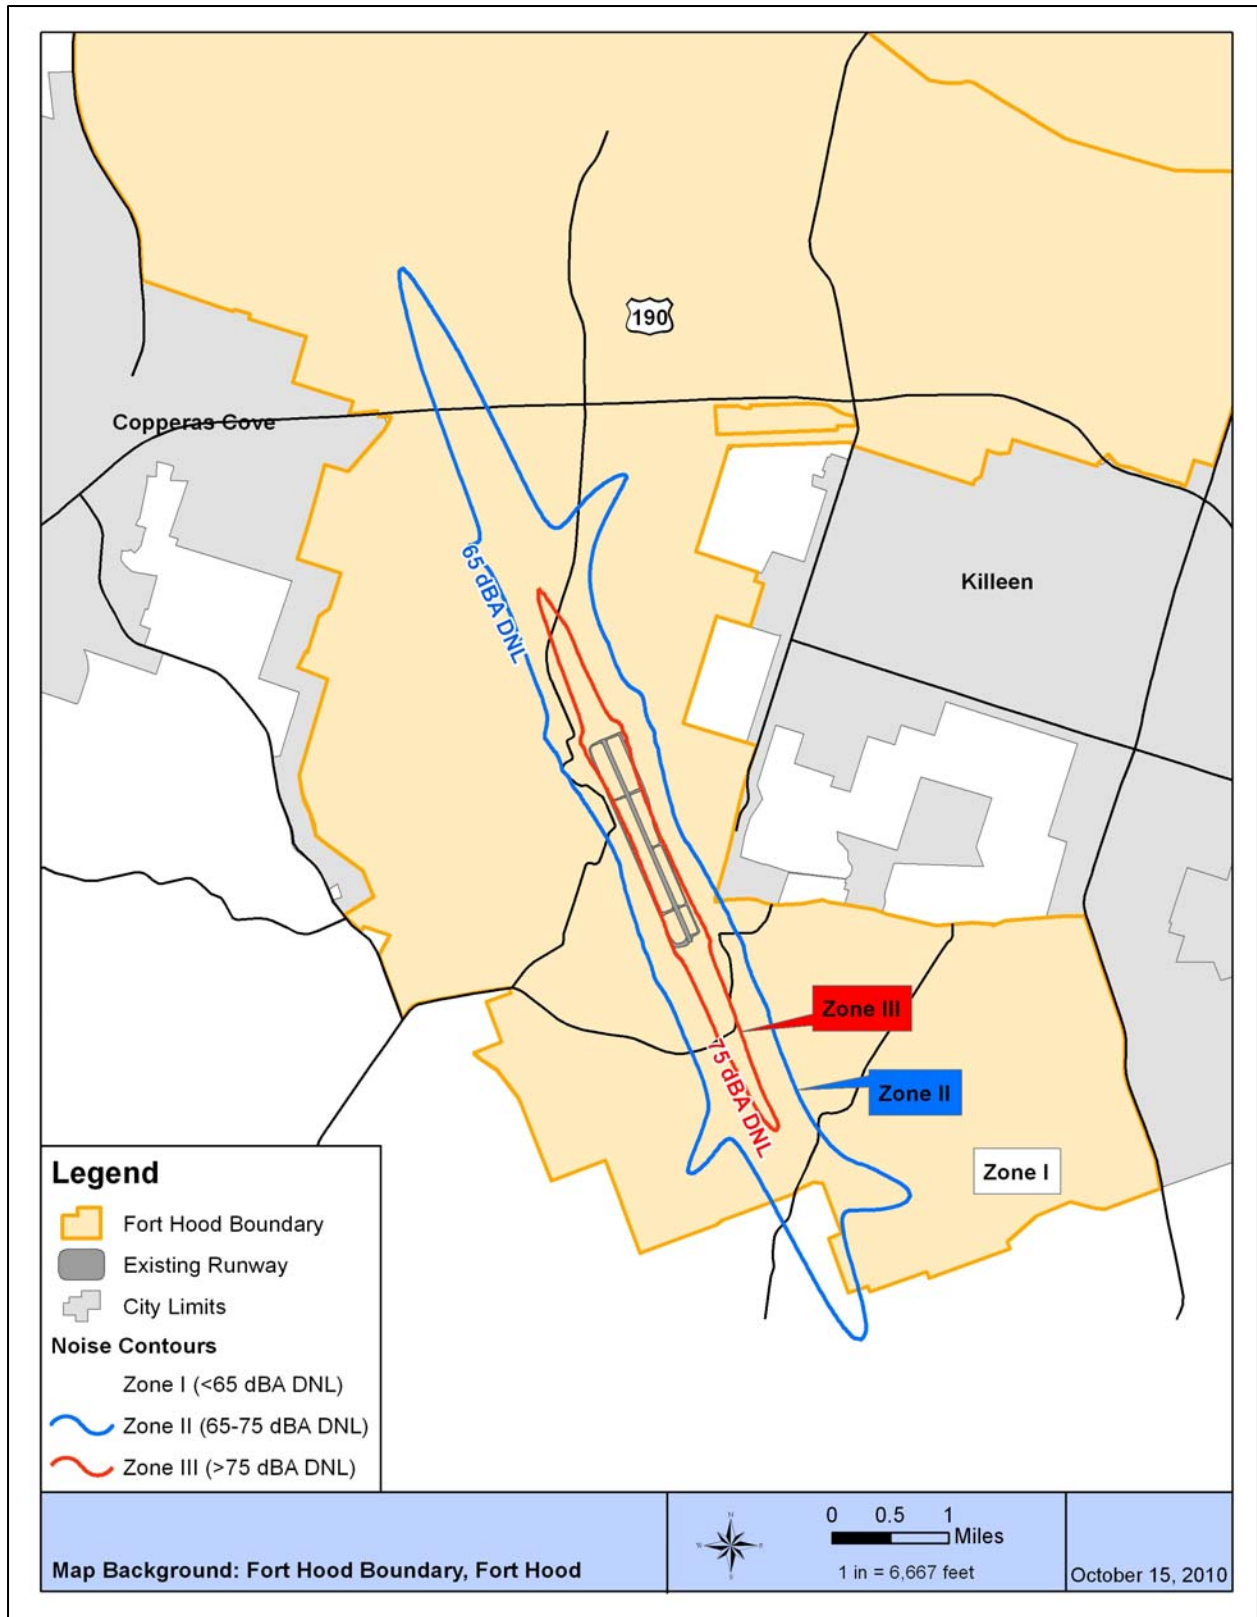 190
Copperas Cove
Killeen
65 dBA DNL
Zone III
75 dBA DNL
Zone II
Zone I
Legend
Fort Hood Boundary
Existing Runway
City Limits
Noise Contours
Zone I (<65 dBA DNL)
Zone II (65-75 dBA DNL)
Zone III (>75 dBA DNL)
Map Background: Fort Hood Boundary, Fort Hood
N
W
E
S
0 0.5 1
Miles
1 in = 6,667 feet
October 15, 2010